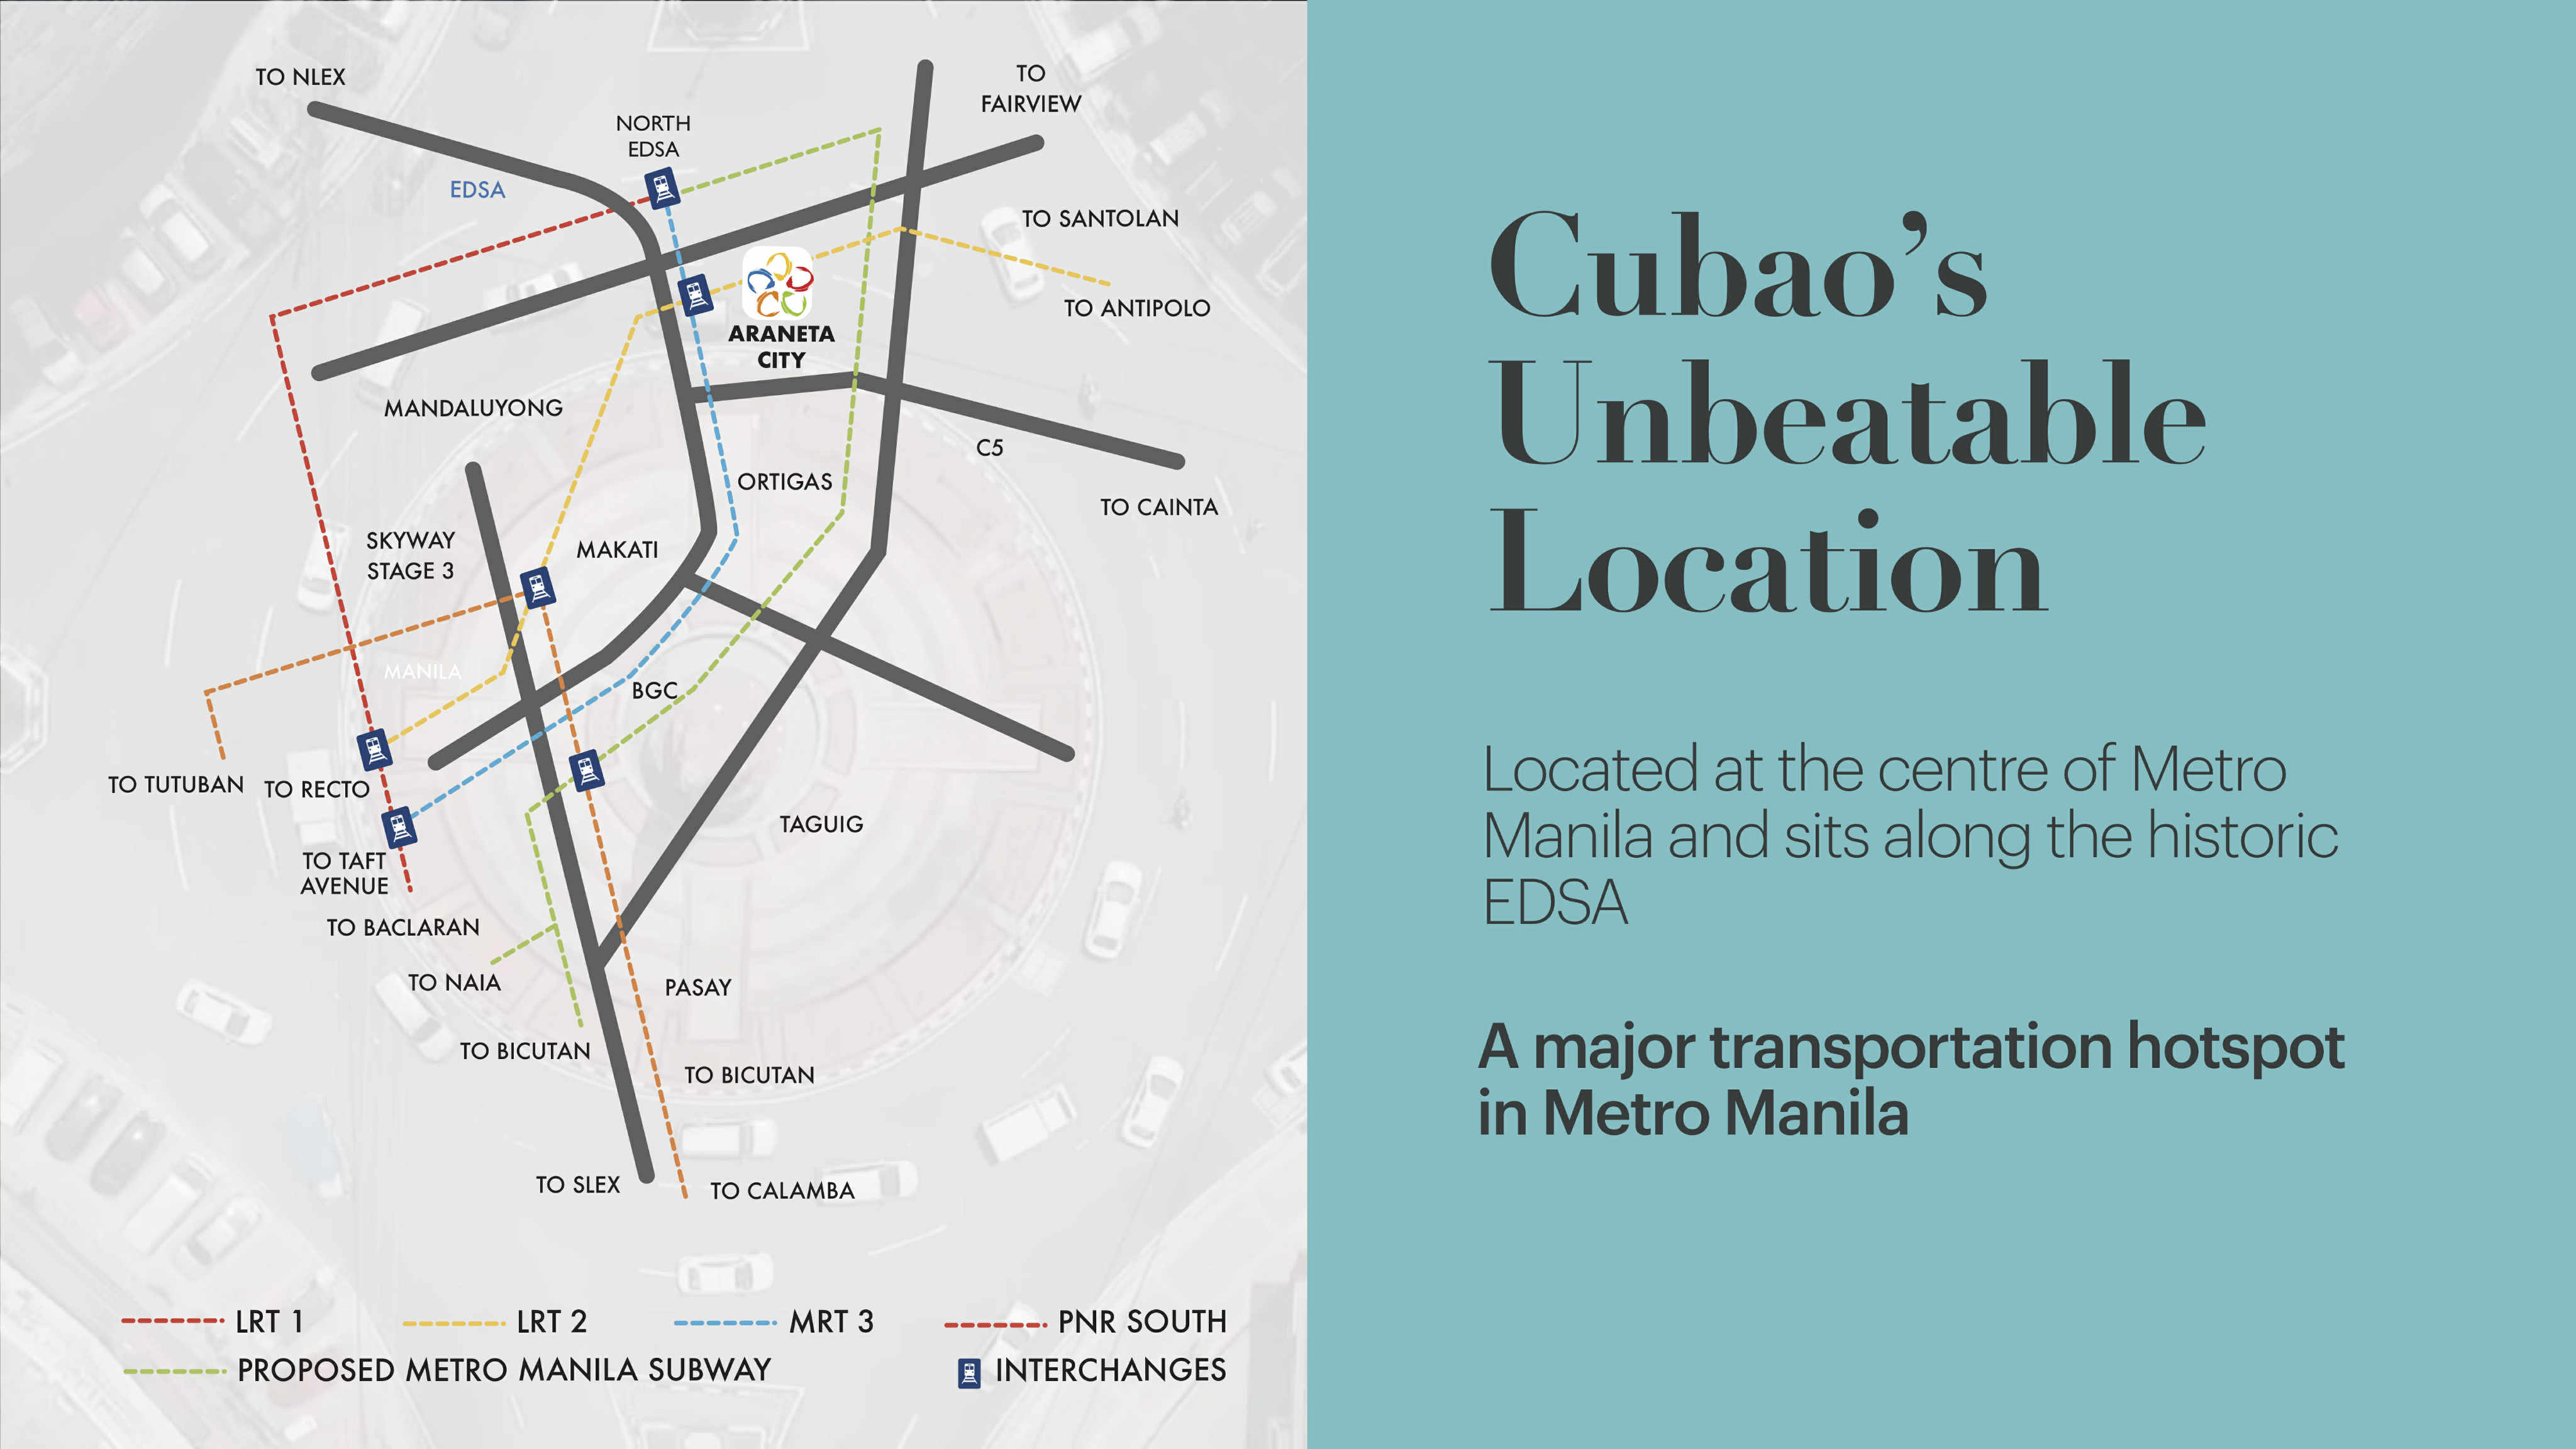 TO NLEX
TO
FAIRVIEW
NORTH
EDSA
EDSA
TO SANTOLAN
TO ANTIPOLO
ARANETA
CITY
MANDALUYONG
C5
ORTIGAS
TO CAINTA
SKYWAY
STAGE 3
MAKATI
MANILA
BGC
TO TUTUBAN
TO RECTO
TAGUIG
TO TAFT
AVENUE
TO BACLARAN
TO NAIA
PASAY
TO BICUTAN
TO BICUTAN
TO SLEX
TO CALAMBA
LRT 1
LRT 2
MRT 3
PNR SOUTH
PROPOSED METRO MANILA SUBWAY
INTERCHANGES
Cubao’s
Unbeatable
Location
Located at the centre of Metro
Manila and sits along the historic
EDSA
A major transportation hotspot
in Metro Manila